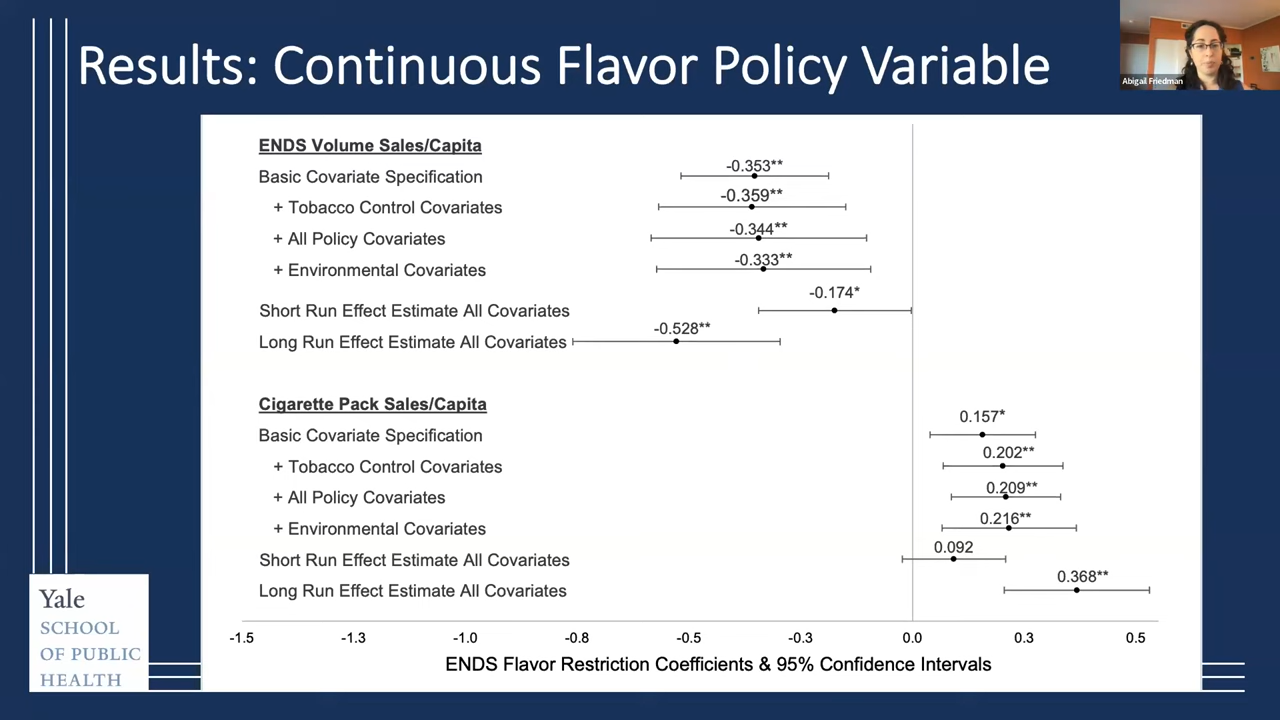 Results: Continuous Flavor Policy Variable
Abigail Friedman
ENDS Volume Sales/Capita
Basic Covariate Specification -0.353**
+ Tobacco Control Covariates -0.359**
+ All Policy Covariates -0.344**
+ Environmental Covariates -0.333**
Short Run Effect Estimate All Covariates -0.174*
Long Run Effect Estimate All Covariates -0.528**
Cigarette Pack Sales/Capita
Basic Covariate Specification 0.157*
+ Tobacco Control Covariates 0.202**
+ All Policy Covariates 0.209**
+ Environmental Covariates 0.216**
Short Run Effect Estimate All Covariates 0.092
Long Run Effect Estimate All Covariates 0.368**
-1.5 -1.3 -1.0 -0.8 -0.5 -0.3 0.0 0.3 0.5
ENDS Flavor Restriction Coefficients & 95% Confidence Intervals
Yale
SCHOOL
OF PUBLIC
HEALTH